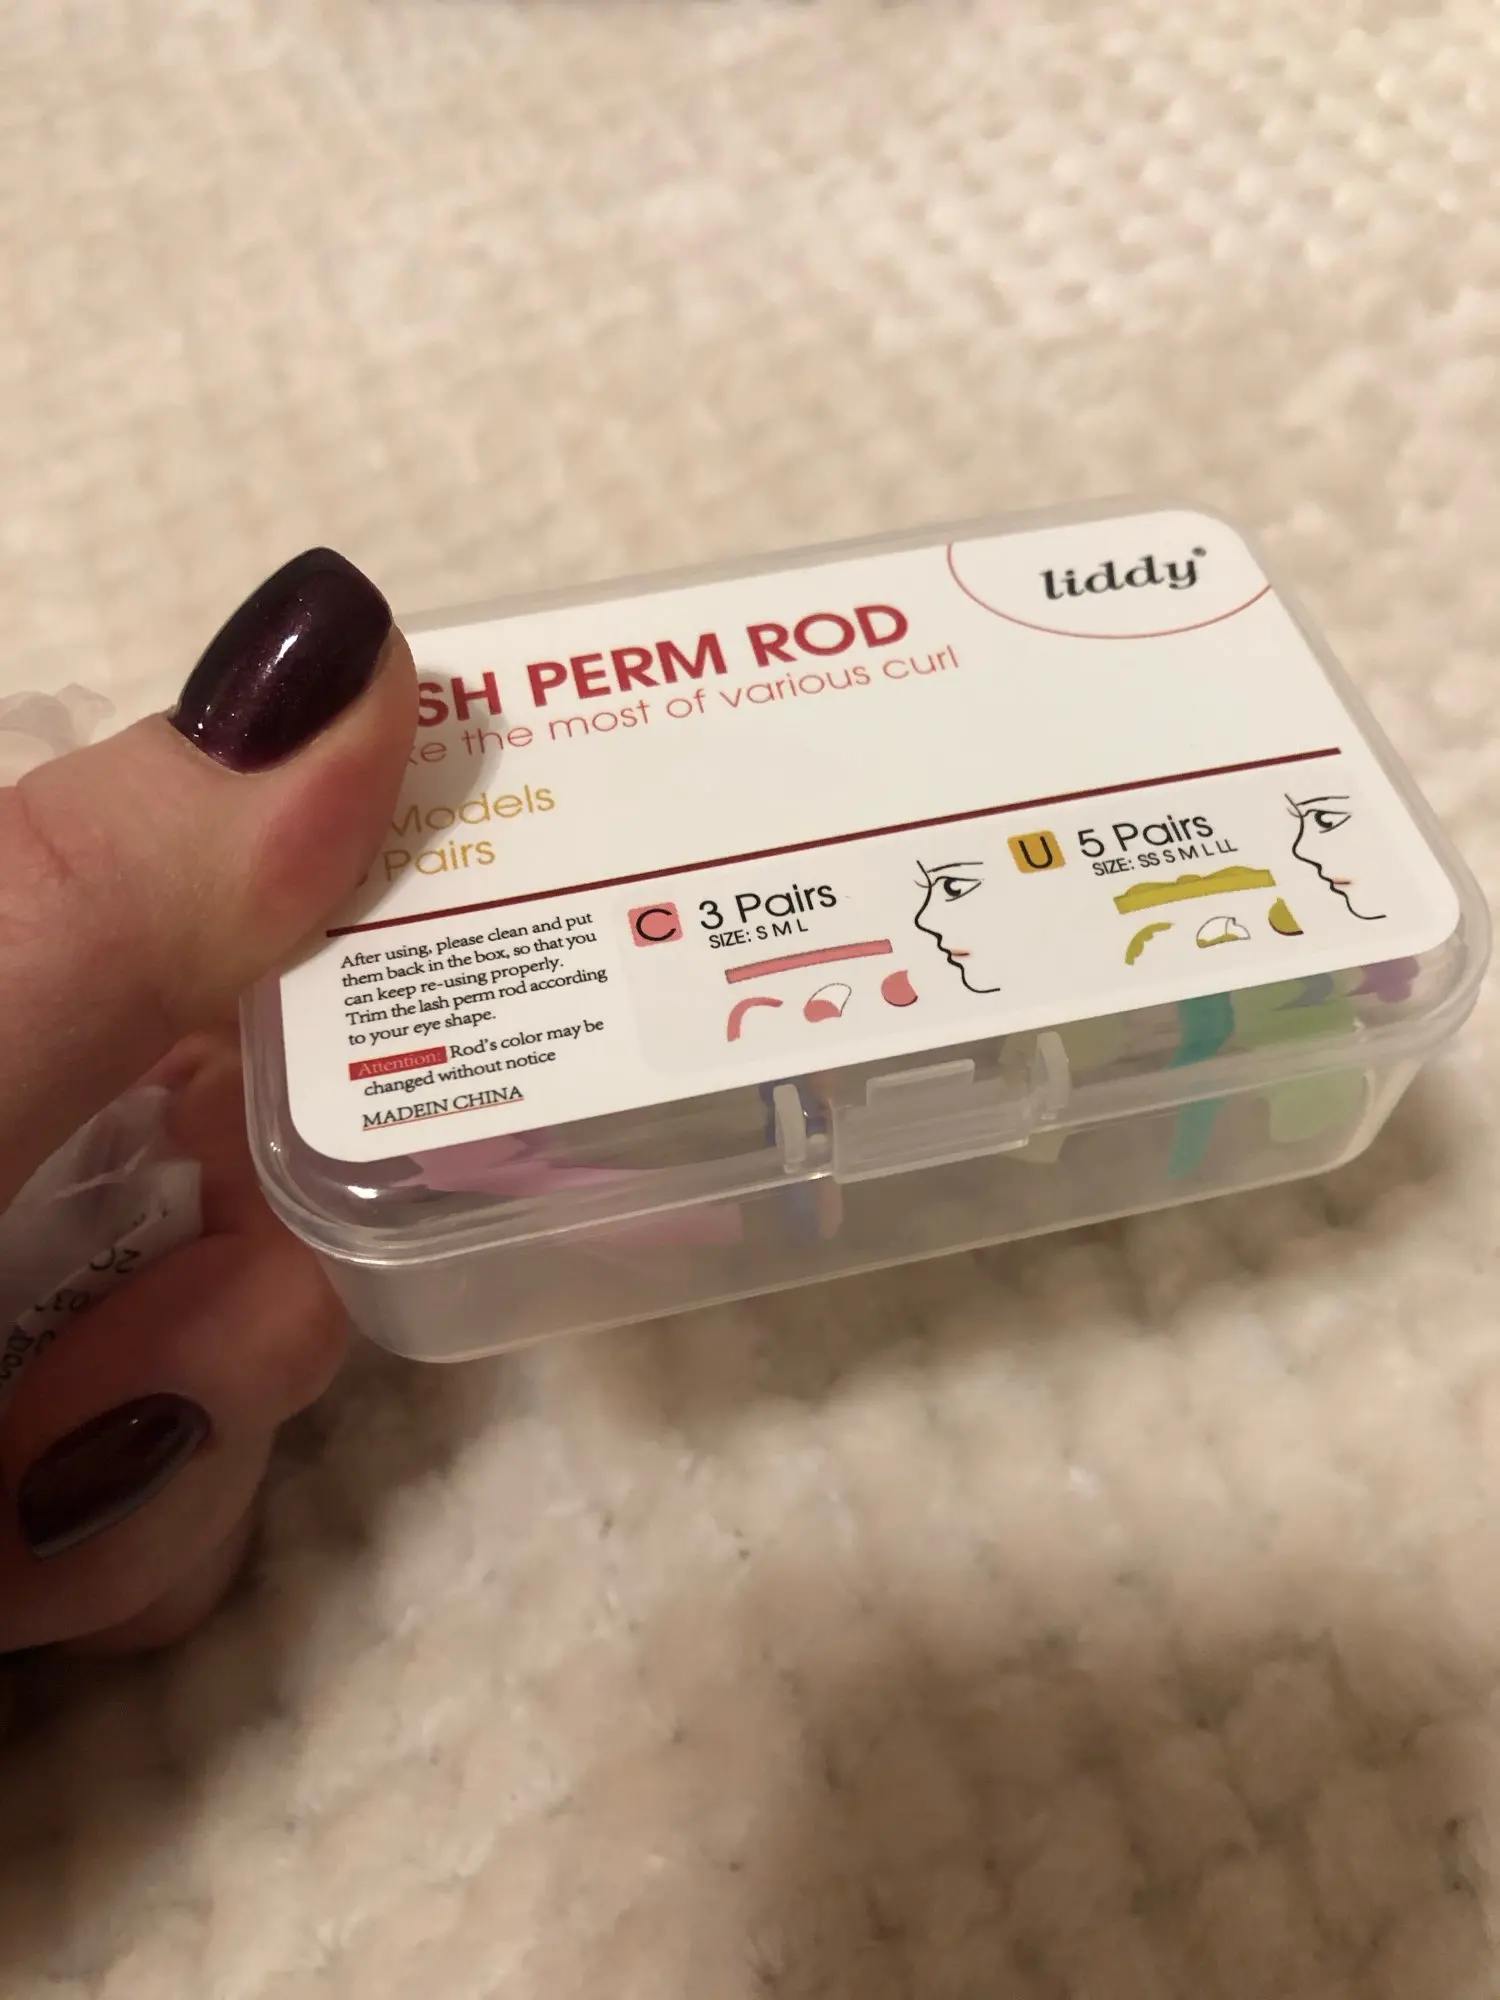 liddy®
SH PERM ROD
ke the most of various curl
Models
Pairs
After using, please clean and put
them back in the box, so that you
can keep re-using properly.
Trim the lash perm rod according
to your eye shape.
Attention: Rod's color may be
changed without notice
MADEIN CHINA
C 3 Pairs
SIZE: S M L
U 5 Pairs
SIZE: SS S M L LL